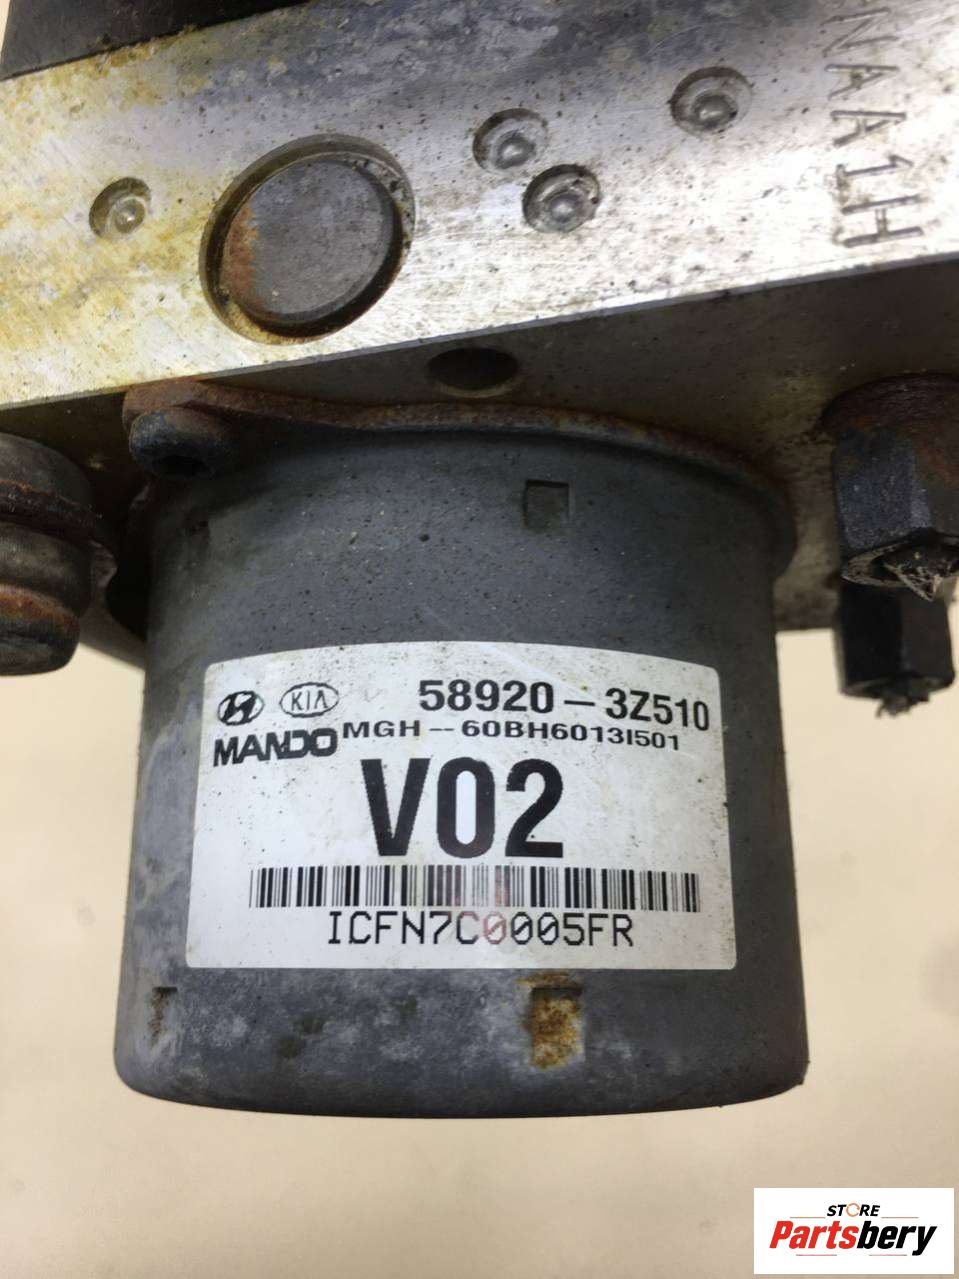 NAA1H
KIA 58920-3Z510
MANDO MGH--60BH6013I501
V02
ICFN7C0005FR
STORE
Partsbery